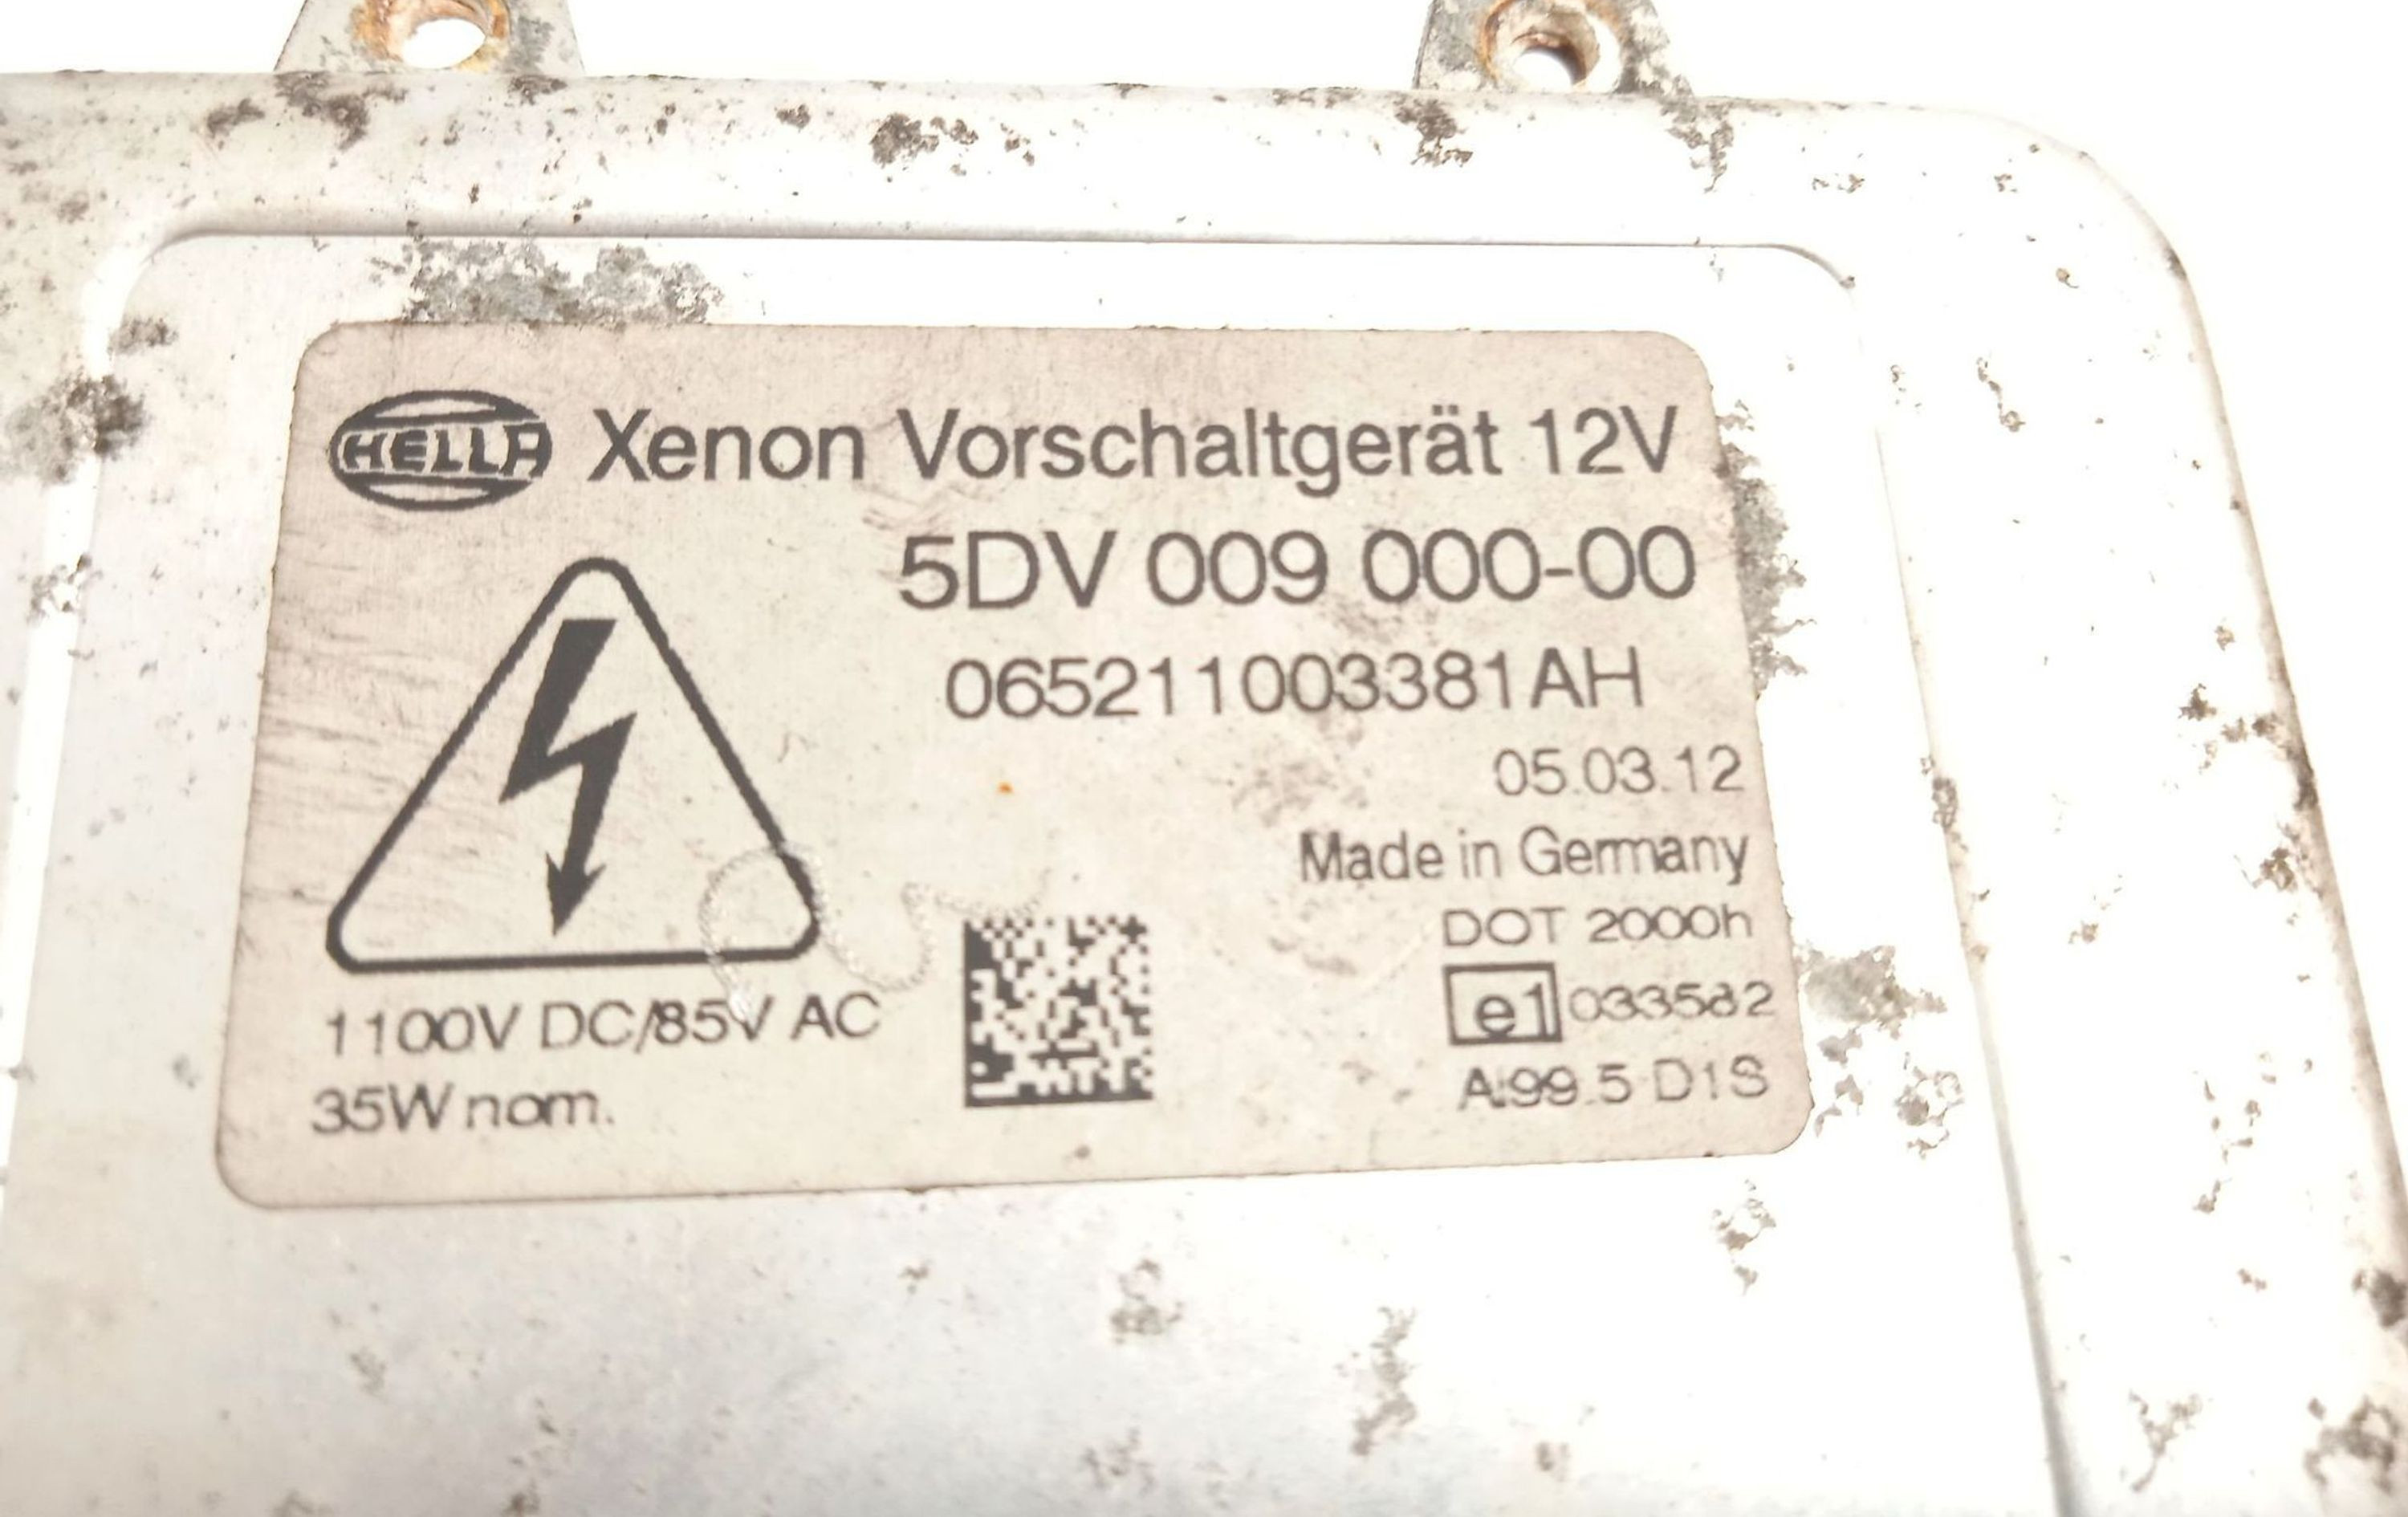 HELLA Xenon Vorschaltgerät 12V
5DV 009 000-00
065211003381AH
05.03.12
Made in Germany
DOT 2000h
e1 033582
AI99.5 D1S
1100V DC/85V AC
35W nom.